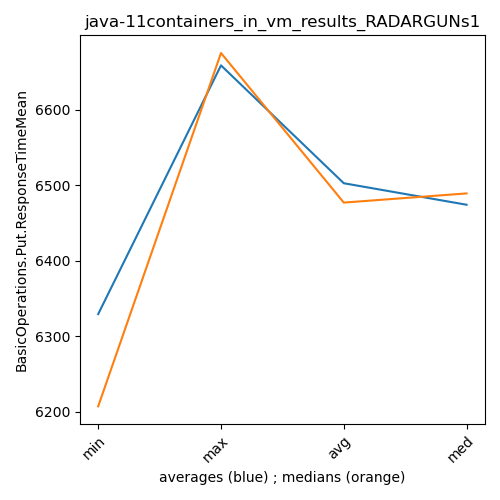 java-11containers_in_vm_results_RADARGUNs1
BasicOperations.Put.ResponseTimeMean
6600
6500
6400
6300
6200
min
max
avg
med
averages (blue) ; medians (orange)